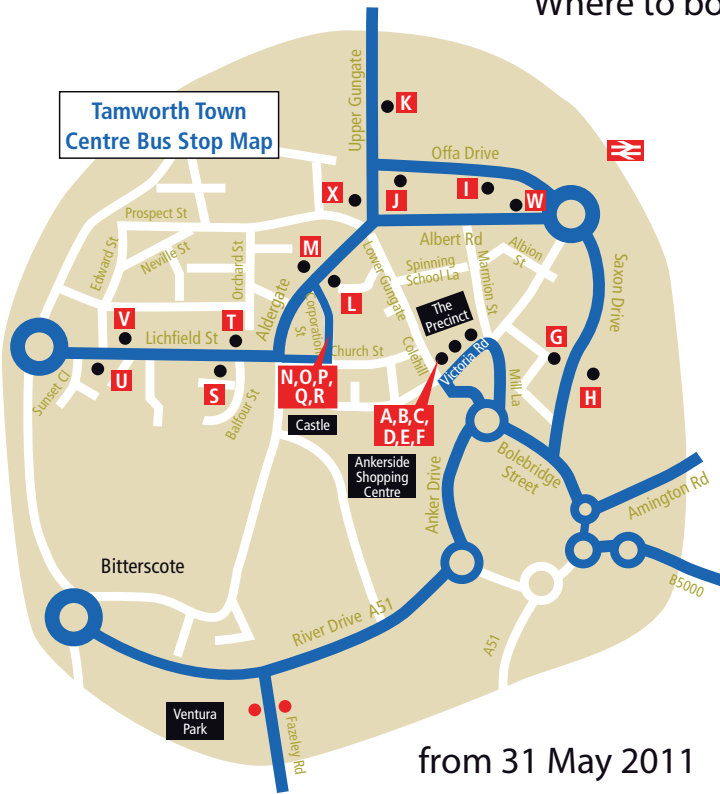 Where to bo
Tamworth Town
Centre Bus Stop Map
Upper Gungate
K
Offa Drive
X
J
I
W
Prospect St
Edward St
Neville St
Orchard St
M
L
Aldergate
Corporation
St
Lower Gungate
Albert Rd
Spinning
School La
Marmion St
Albion
St
Saxon Drive
The
Precinct
V
Lichfield St
T
Church St
Colehill
Victoria Rd
G
H
U
Sunset Cl
S
Balfour St
N,O,P,
Q,R
Castle
A,B,C,
D,E,F
Mill La
Ankerside
Shopping
Centre
Anker Drive
Bolebridge
Street
Amington Rd
B5000
Bitterscote
River Drive A51
A51
Ventura
Park
Fazeley Rd
from 31 May 2011